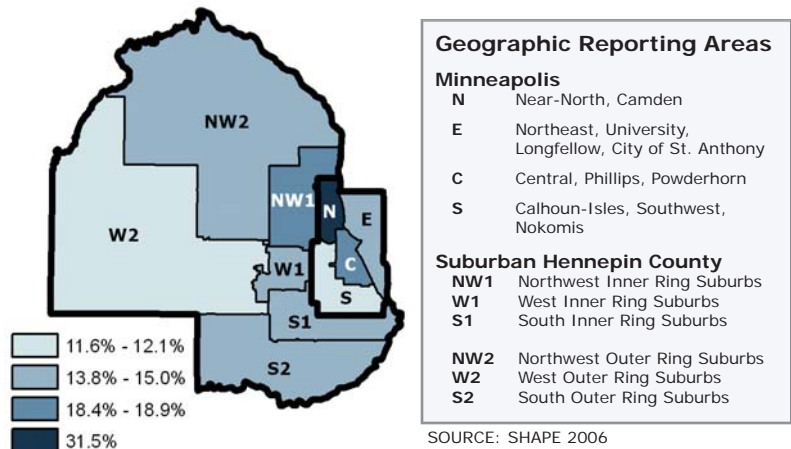 NW2
NW1
N
E
W2
C
W1
S
S1
S2
11.6% - 12.1%
13.8% - 15.0%
18.4% - 18.9%
31.5%
Geographic Reporting Areas
Minneapolis
N Near-North, Camden
E Northeast, University,
Longfellow, City of St. Anthony
C Central, Phillips, Powderhorn
S Calhoun-Isles, Southwest,
Nokomis
Suburban Hennepin County
NW1 Northwest Inner Ring Suburbs
W1 West Inner Ring Suburbs
S1 South Inner Ring Suburbs
NW2 Northwest Outer Ring Suburbs
W2 West Outer Ring Suburbs
S2 South Outer Ring Suburbs
SOURCE: SHAPE 2006